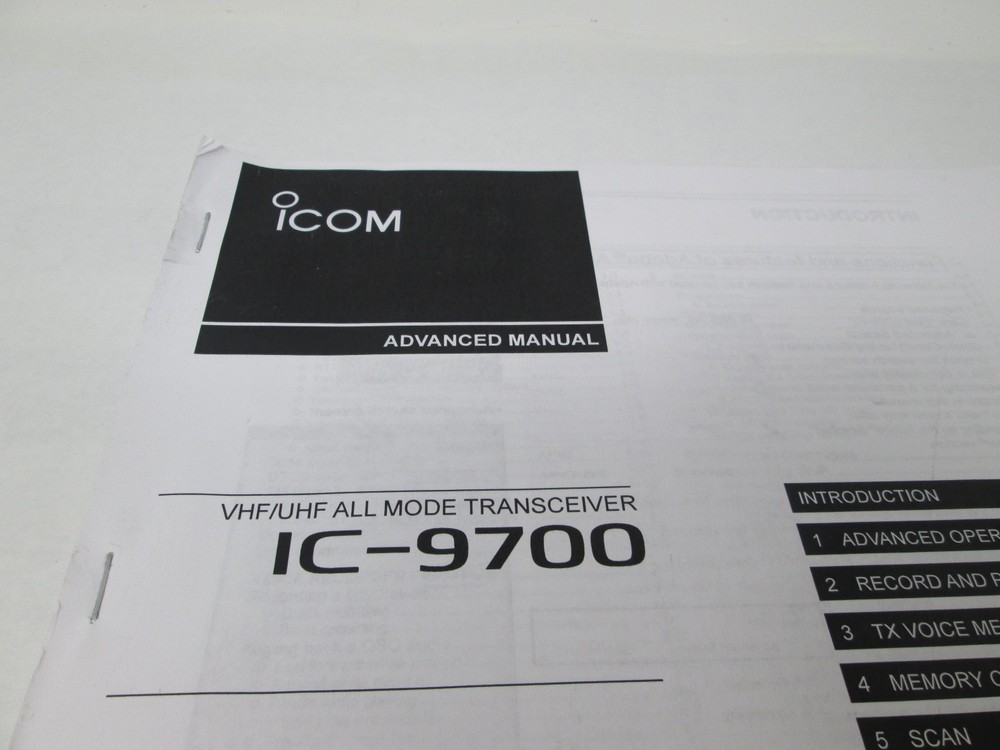 ICOM
ADVANCED MANUAL
VHF/UHF ALL MODE TRANSCEIVER
IC-9700
INTRODUCTION
1 ADVANCED OPER
2 RECORD AND
3 TX VOICE ME
4 MEMORY
5 SCAN
INTRODUCTION